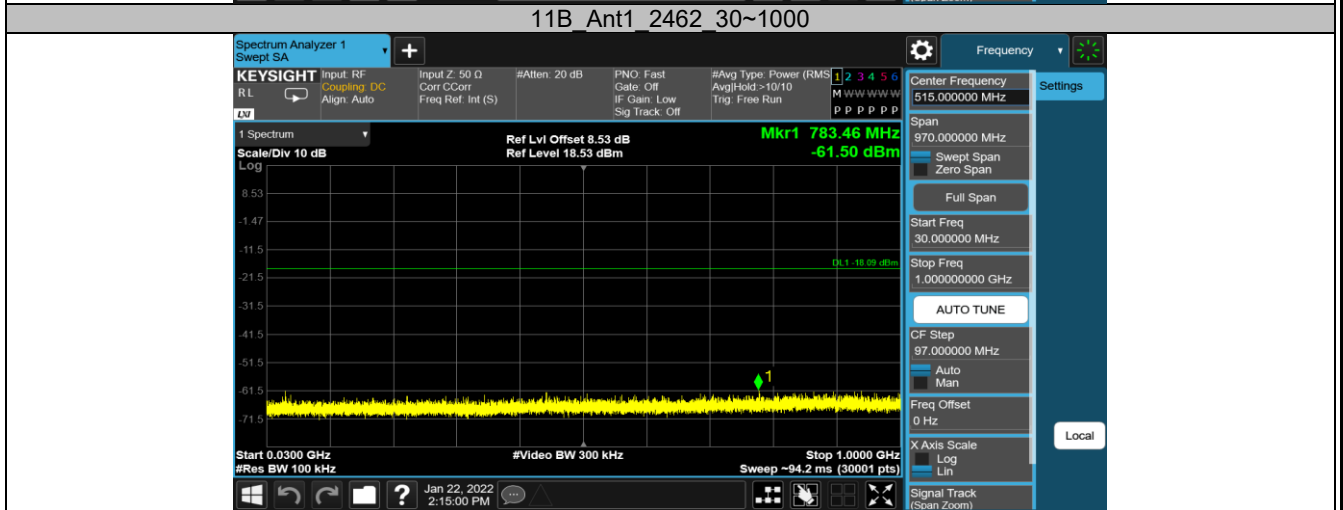 11B_Ant1_2462_30~1000
Spectrum Analyzer 1
Swept SA
+
Frequency
KEYSIGHT
RL
LXI
Input: RF
Coupling: DC
Align: Auto
Input Z: 50 Ω
Corr CCorr
Freq Ref: Int (S)
#Atten: 20 dB
PNO: Fast
Gate: Off
IF Gain: Low
Sig Track: Off
#Avg Type: Power (RMS
Avg|Hold:>10/10
Trig: Free Run
1 2 3 4 5 6
M W W W W W
P P P P P P
Center Frequency
515.000000 MHz
Settings
1 Spectrum
Scale/Div 10 dB
Log
Ref Lvl Offset 8.53 dB
Ref Level 18.53 dBm
Mkr1 783.46 MHz
-61.50 dBm
Span
970.000000 MHz
Swept Span
Zero Span
Full Span
Start Freq
30.000000 MHz
Stop Freq
1.000000000 GHz
AUTO TUNE
CF Step
97.000000 MHz
Auto
Man
Freq Offset
0 Hz
X Axis Scale
Log
Lin
Signal Track
(Span Zoom)
Local
8.53
-1.47
-11.5
DL1 -18.09 dBm
-21.5
-31.5
-41.5
-51.5
1
-61.5
-71.5
Start 0.0300 GHz
#Res BW 100 kHz
#Video BW 300 kHz
Stop 1.0000 GHz
Sweep ~94.2 ms (30001 pts)
?
Jan 22, 2022
2:15:00 PM